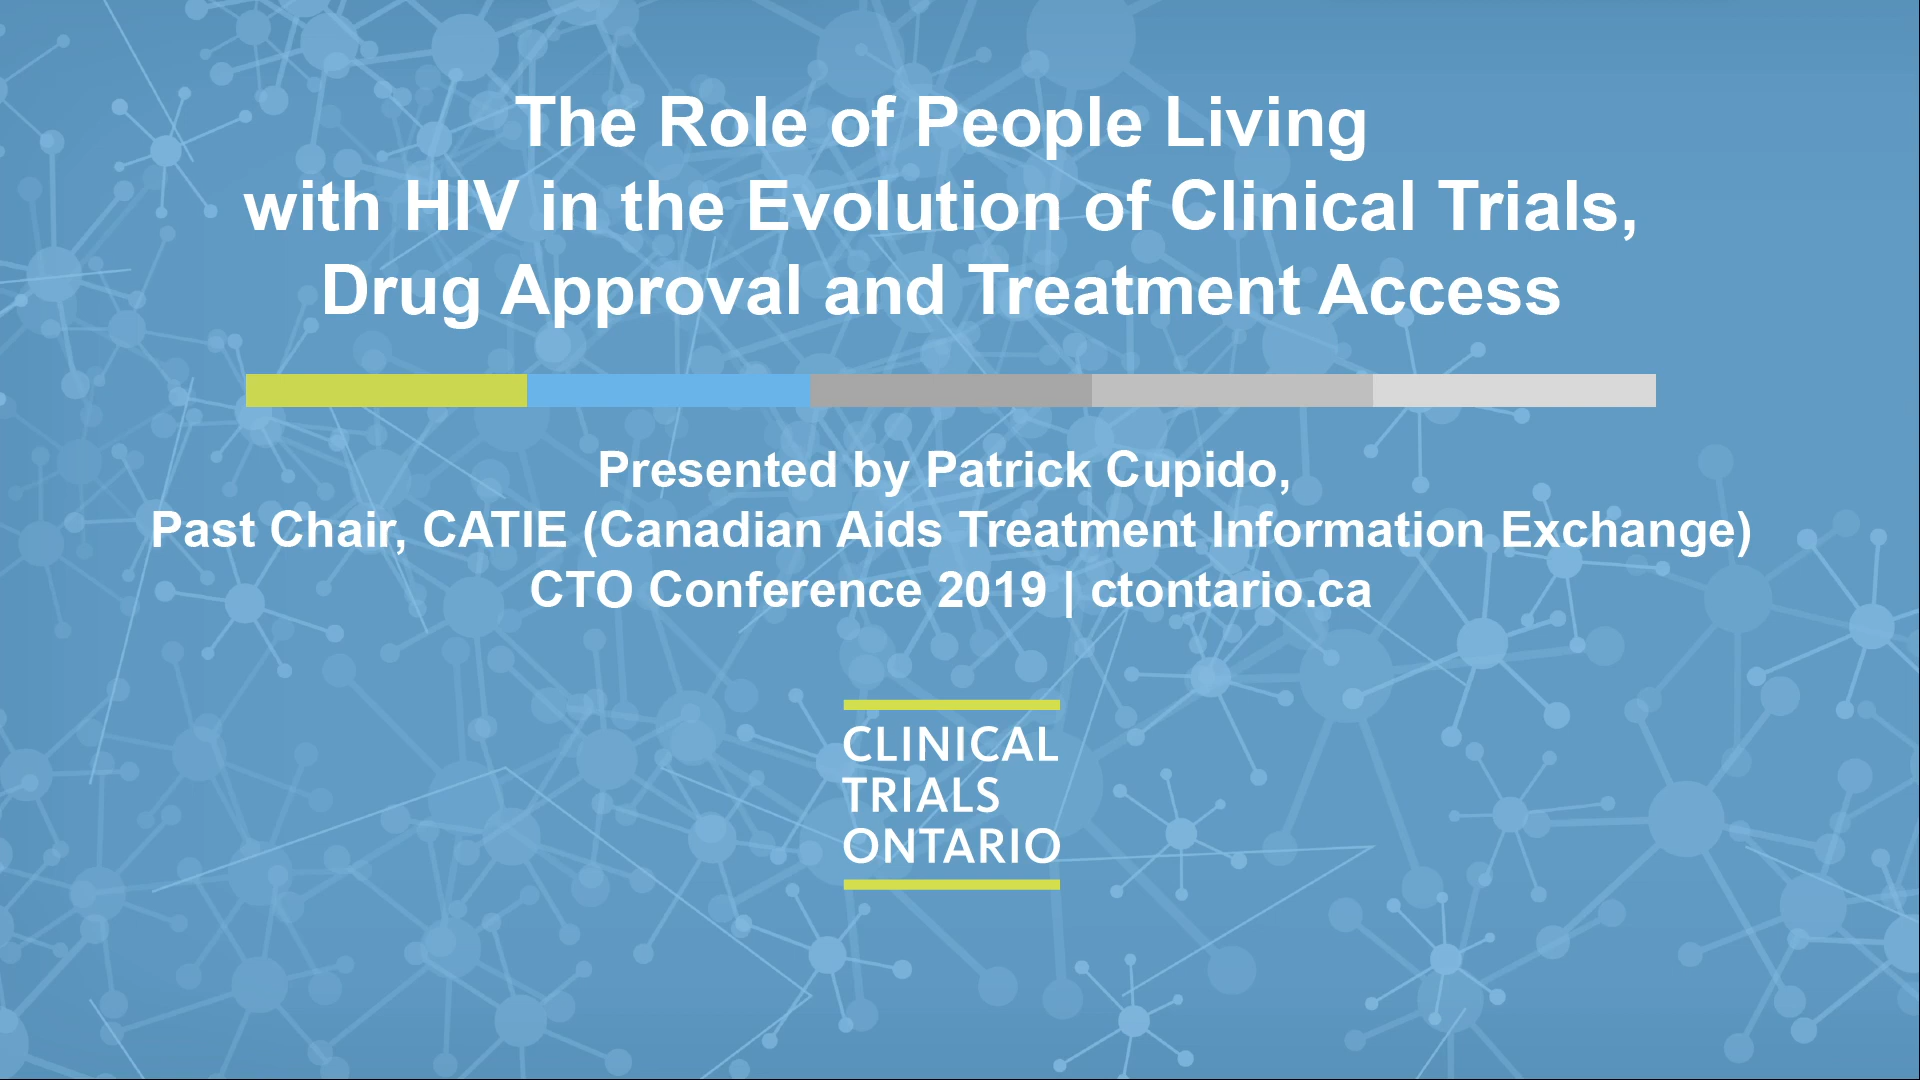 The Role of People Living
with HIV in the Evolution of Clinical Trials,
Drug Approval and Treatment Access
Presented by Patrick Cupido,
Past Chair, CATIE (Canadian Aids Treatment Information Exchange)
CTO Conference 2019 | ctontario.ca
CLINICAL
TRIALS
ONTARIO